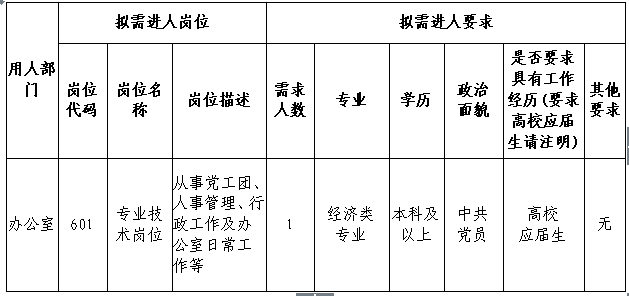 用人部门
拟需进人岗位
拟需进人要求
岗位代码
岗位名称
岗位描述
需求人数
专业
学历
政治面貌
是否要求具有工作经历(要求高校应届生请注明)
其他要求
办公室
601
专业技术岗位
从事党工团、人事管理、行政工作及办公室日常工作等
1
经济类专业
本科及以上
中共党员
高校应届生
无